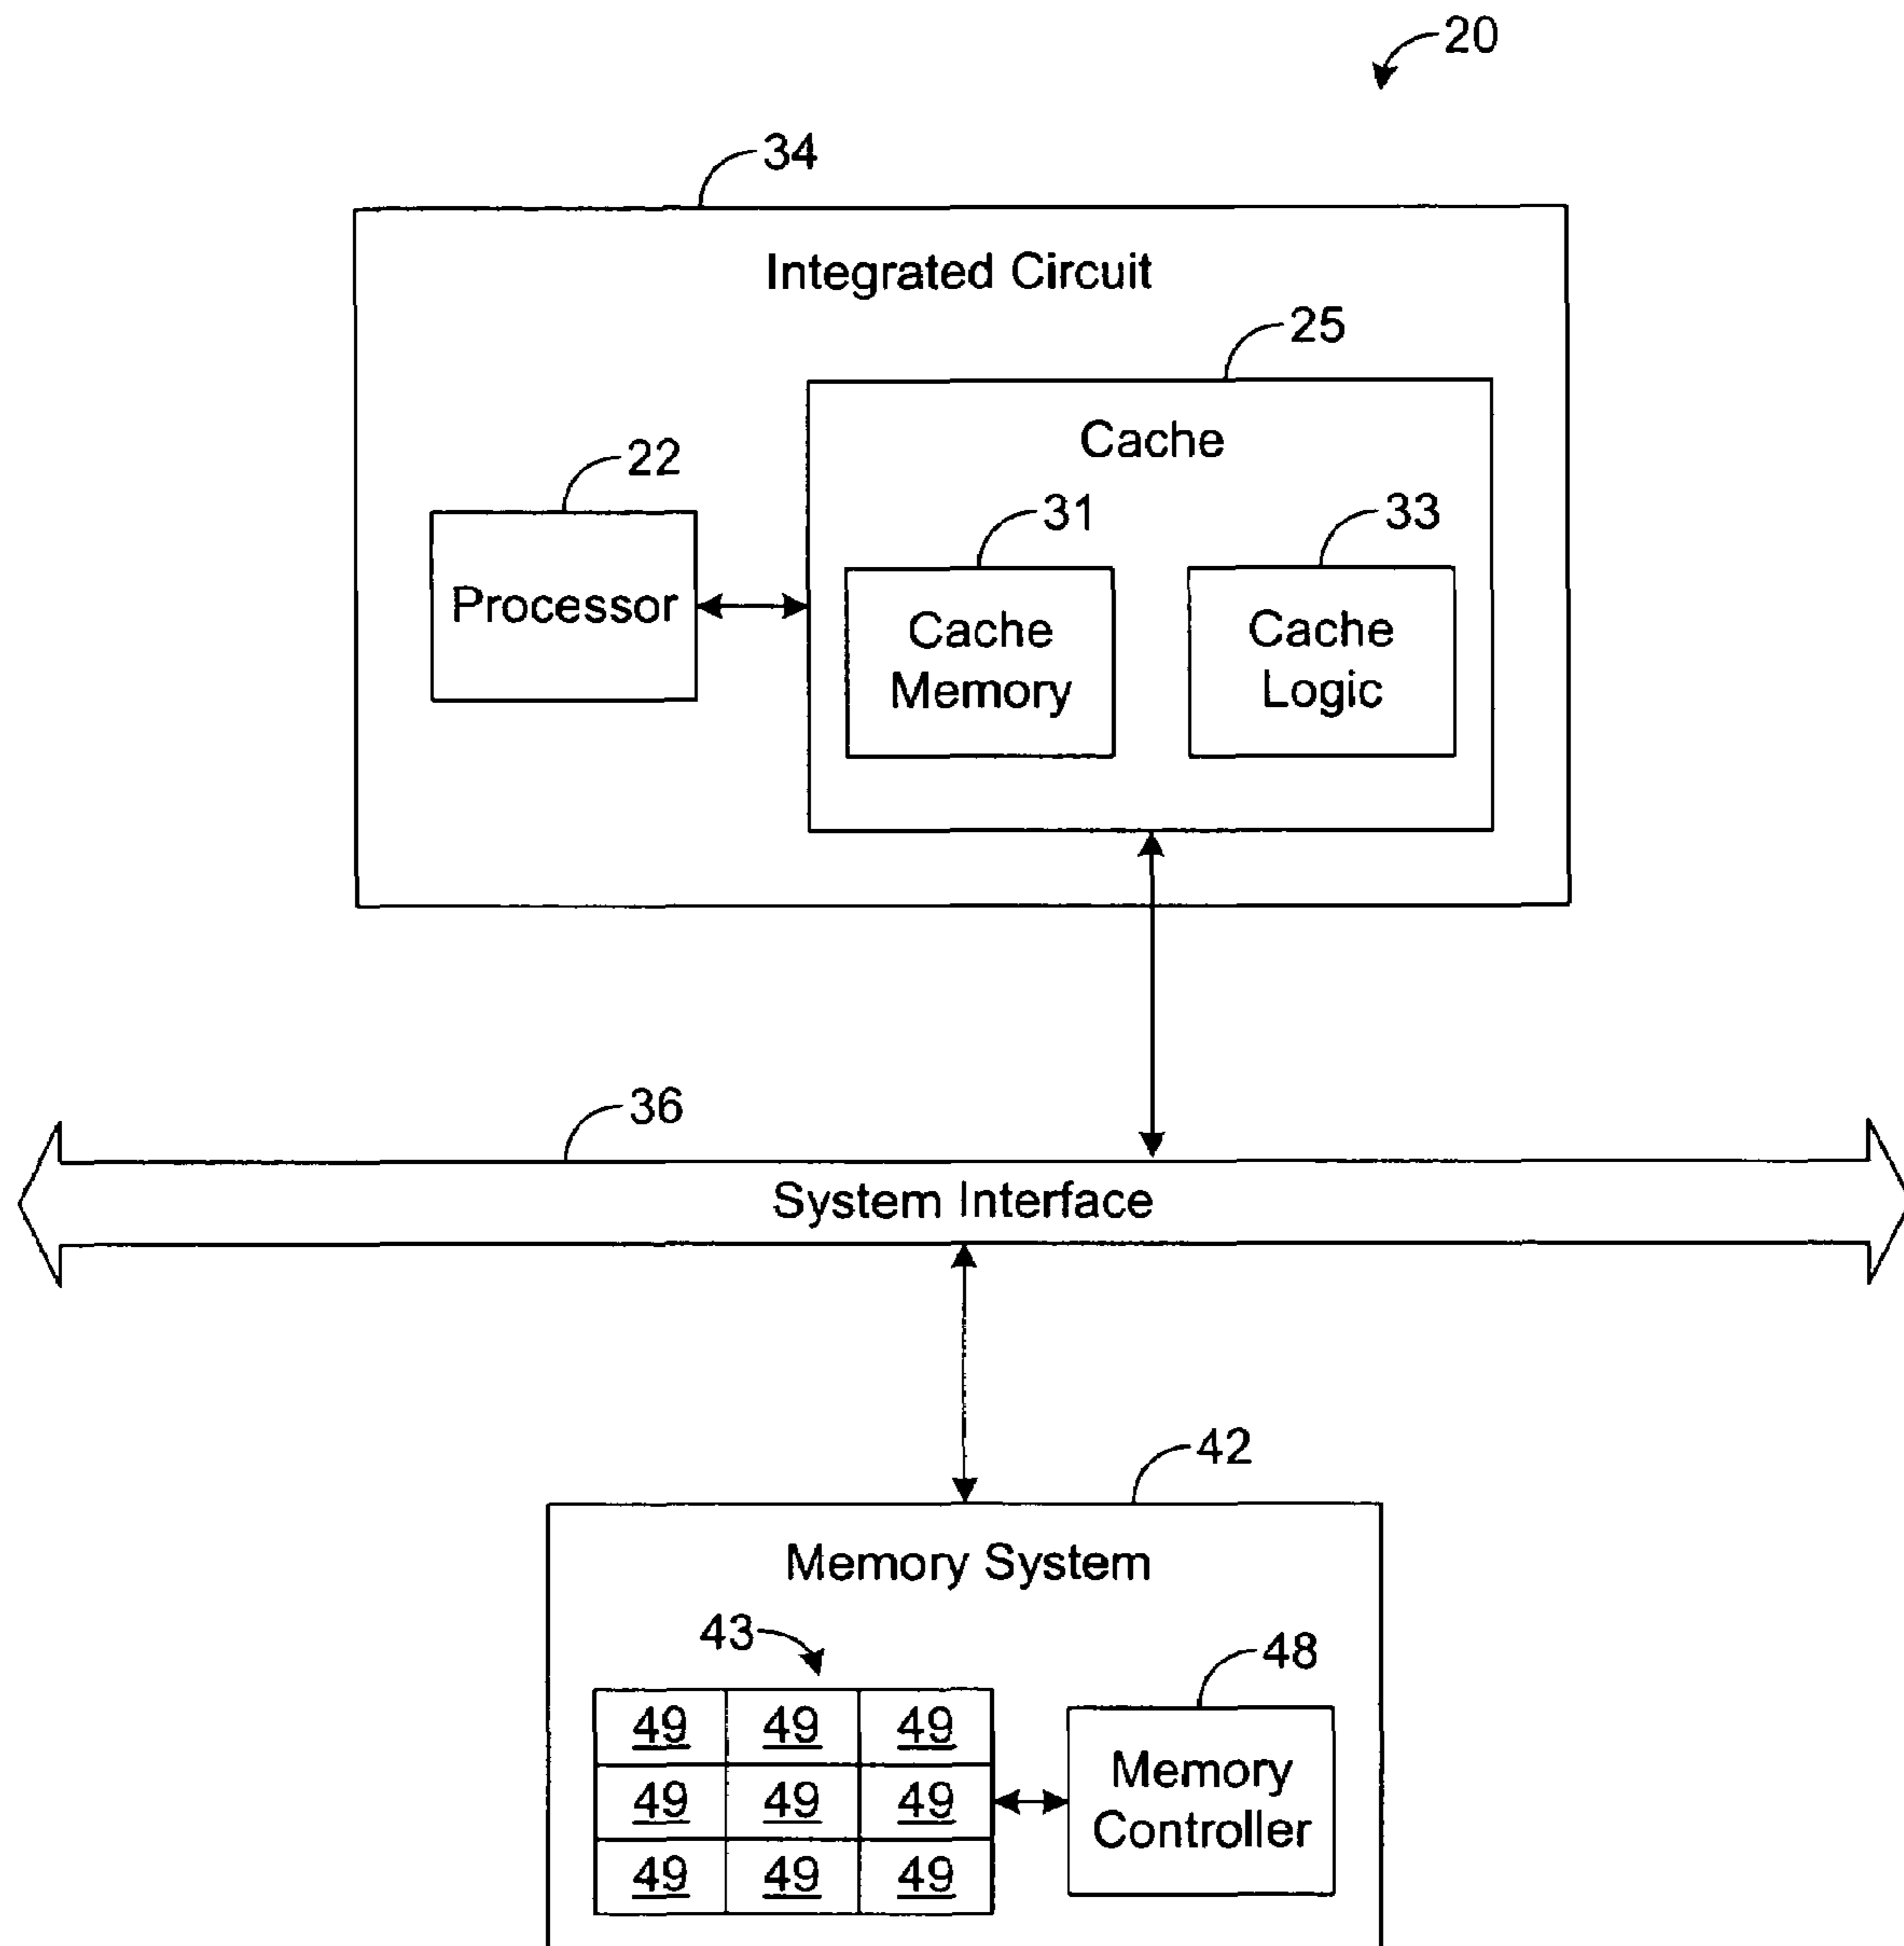 20
34
Integrated Circuit
25
Cache
22
31
33
Processor
Cache
Memory
Cache
Logic
36
System Interface
42
Memory System
43
48
49 49 49
49 49 49
49 49 49
Memory
Controller